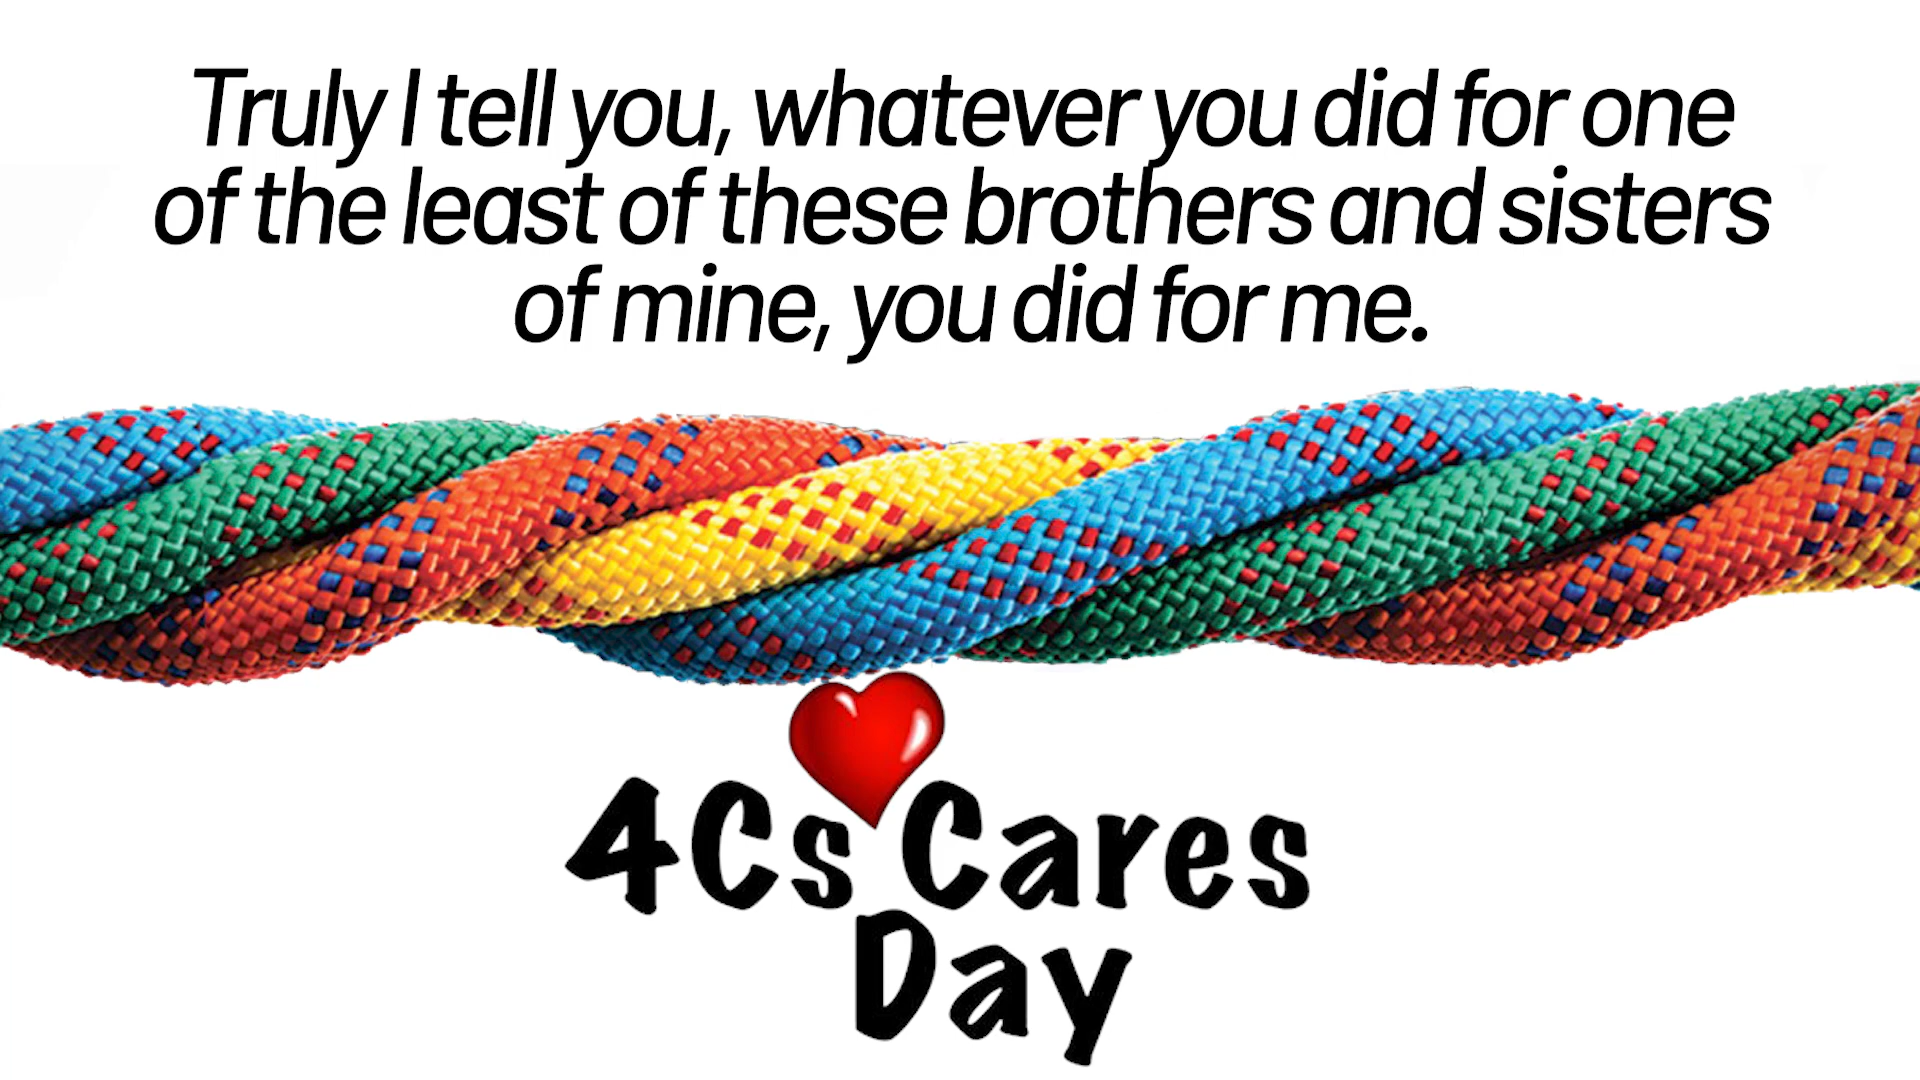 Truly I tell you, whatever you did for one
of the least of these brothers and sisters
of mine, you did for me.
4Cs Cares
Day